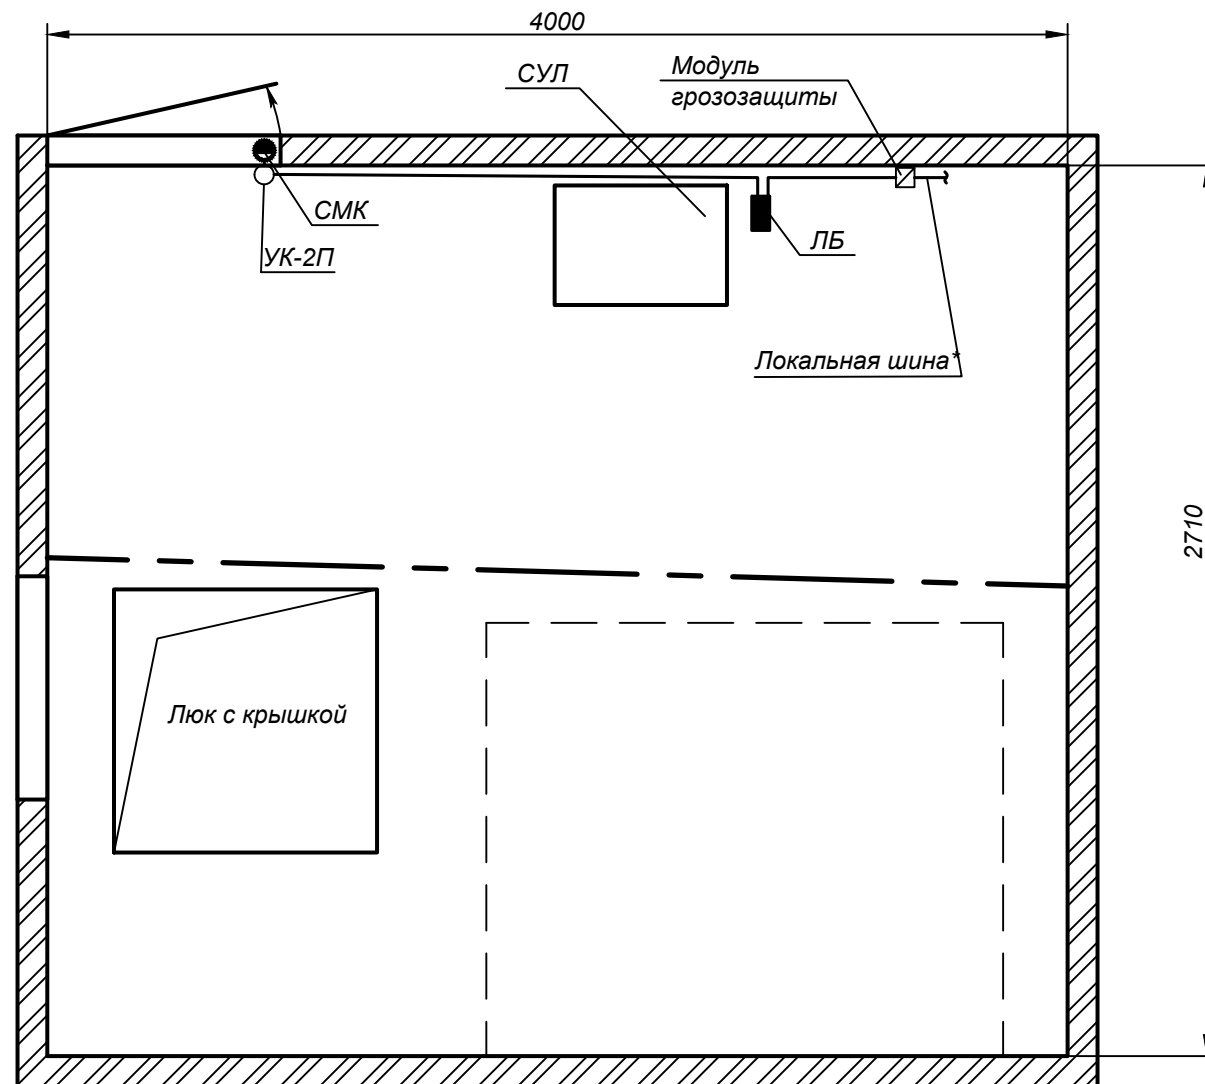 4000
СУЛ
Модуль
грозозащиты
СМК
УК-2П
ЛБ
Локальная шина*
2710
Люк с крышкой